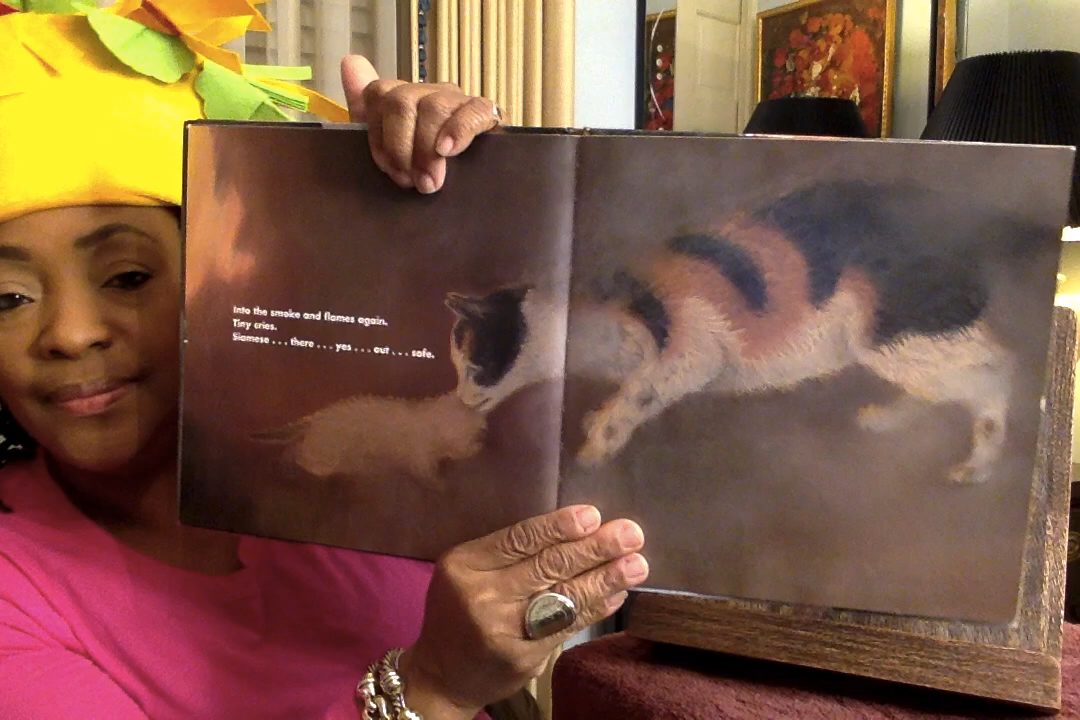 Into the smoke and flames again.
Tiny cries.
Siamese . . . there . . . yes . . . out . . . safe.